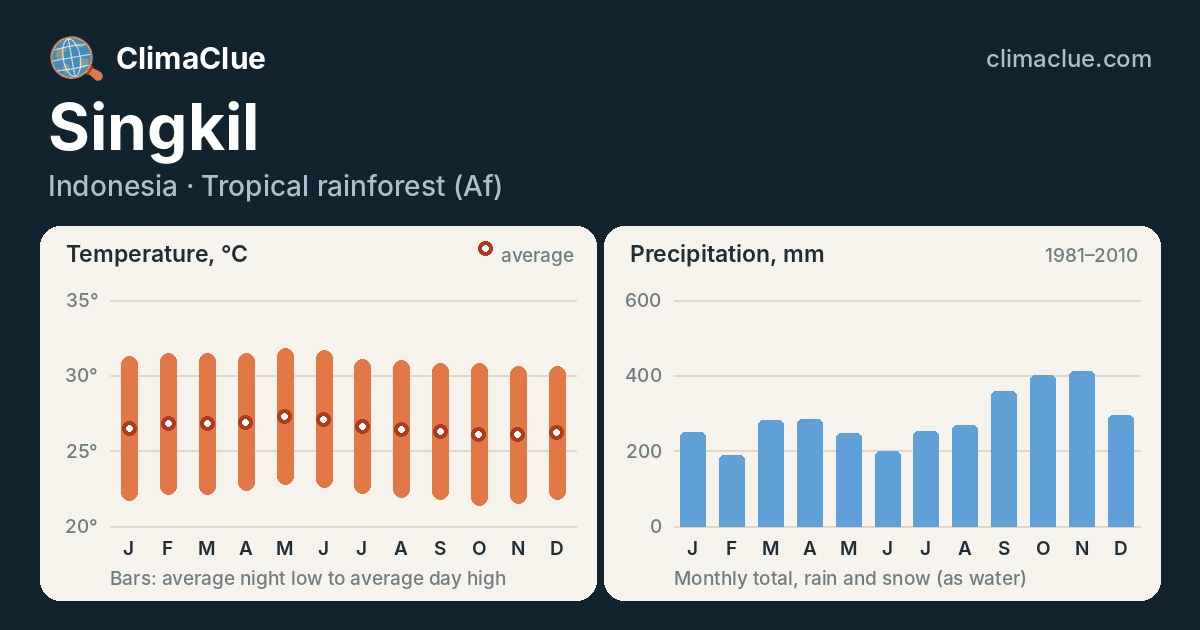 ClimaClue
climaclue.com
Singkil
Indonesia · Tropical rainforest (Af)
Temperature, °C
average
35°
30°
25°
20°
J F M A M J J A S O N D
Bars: average night low to average day high
Precipitation, mm
1981–2010
600
400
200
0
J F M A M J J A S O N D
Monthly total, rain and snow (as water)